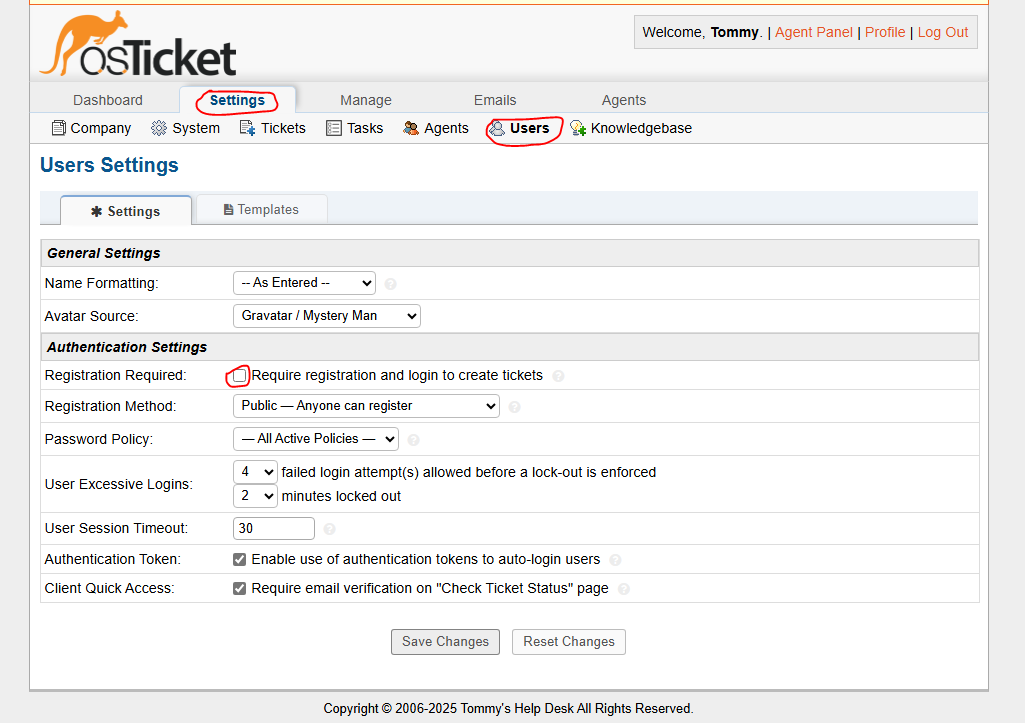 osTicket
Welcome, Tommy. | Agent Panel | Profile | Log Out
Dashboard Settings Manage Emails Agents
Company System Tickets Tasks Agents Users Knowledgebase
Users Settings
Settings Templates
General Settings
Name Formatting: -- As Entered --
Avatar Source: Gravatar / Mystery Man
Authentication Settings
Registration Required: Require registration and login to create tickets
Registration Method: Public — Anyone can register
Password Policy: — All Active Policies —
User Excessive Logins: 4 failed login attempt(s) allowed before a lock-out is enforced
2 minutes locked out
User Session Timeout: 30
Authentication Token: Enable use of authentication tokens to auto-login users
Client Quick Access: Require email verification on "Check Ticket Status" page
Save Changes Reset Changes
Copyright © 2006-2025 Tommy's Help Desk All Rights Reserved.